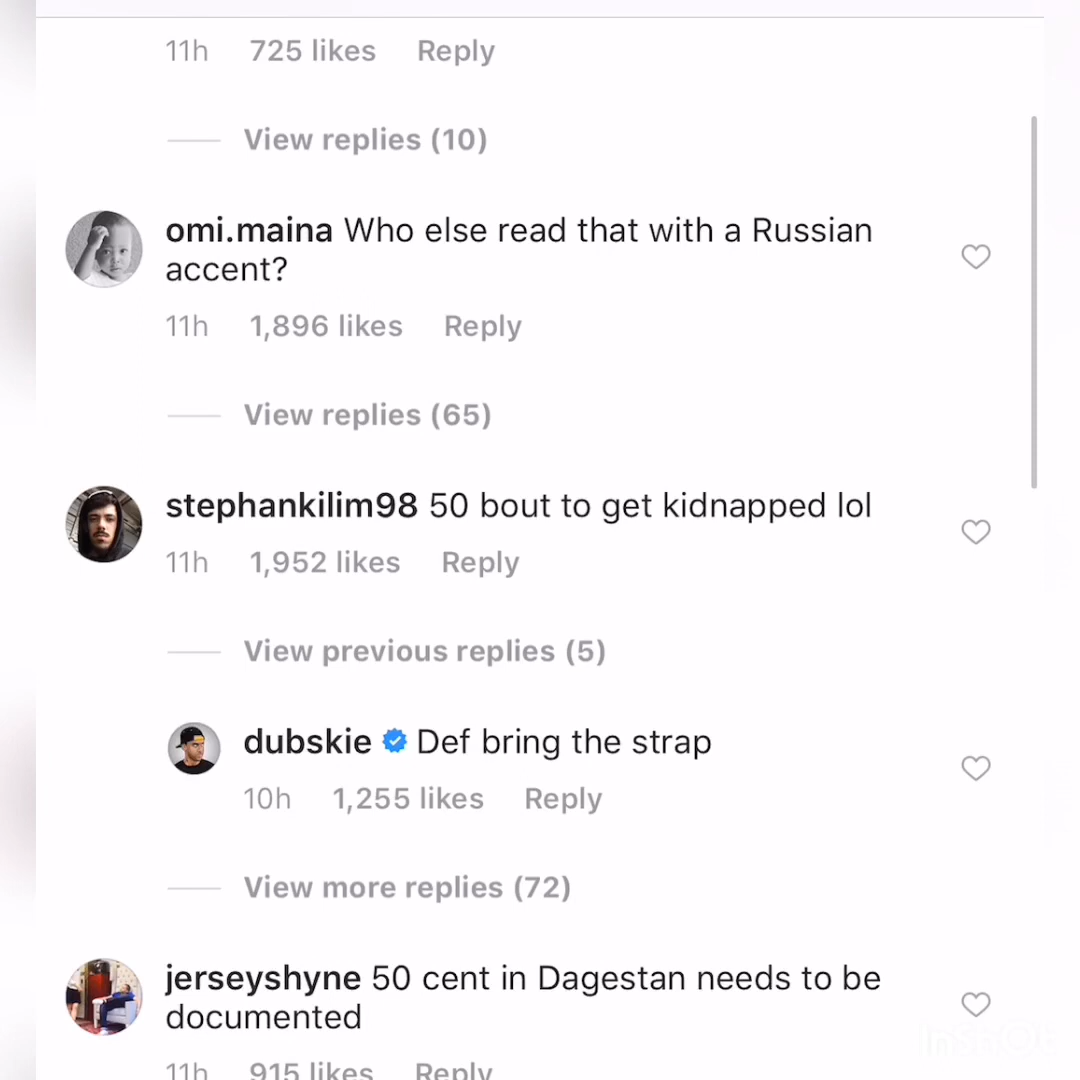 11h 725 likes Reply
View replies (10)
omi.maina Who else read that with a Russian
accent?
11h 1,896 likes Reply
View replies (65)
stephankilim98 50 bout to get kidnapped lol
11h 1,952 likes Reply
View previous replies (5)
dubskie Def bring the strap
10h 1,255 likes Reply
View more replies (72)
jerseyshyne 50 cent in Dagestan needs to be
documented
11h 915 likes Reply
InShOt